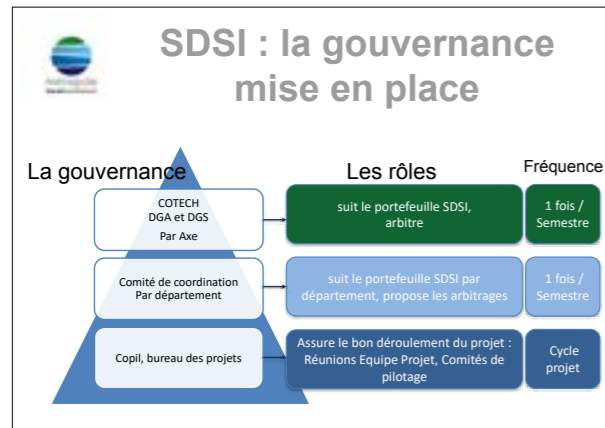 SDSI : la gouvernance
mise en place
La gouvernance
Les rôles
Fréquence
COTECH
DGA et DGS
Par Axe
suit le portefeuille SDSI,
arbitre
1 fois /
Semestre
Comité de coordination
Par département
suit le portefeuille SDSI par
département, propose les arbitrages
1 fois /
Semestre
Copil, bureau des projets
Assure le bon déroulement du projet :
Réunions Equipe Projet, Comités de
pilotage
Cycle
projet